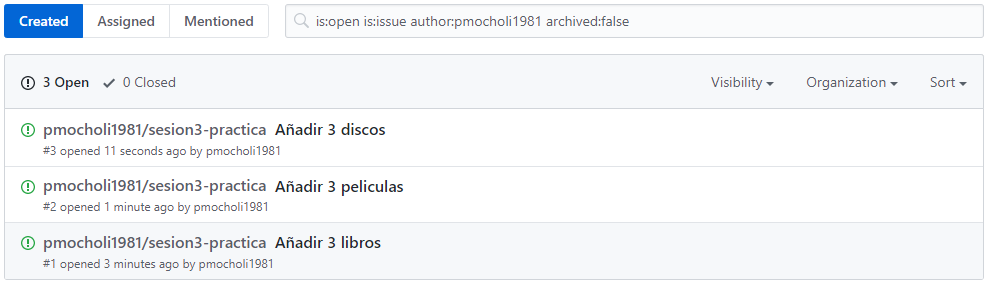 Created Assigned Mentioned is:open is:issue author:pmocholi1981 archived:false
3 Open 0 Closed Visibility Organization Sort
pmocholi1981/sesion3-practica Añadir 3 discos
#3 opened 11 seconds ago by pmocholi1981
pmocholi1981/sesion3-practica Añadir 3 peliculas
#2 opened 1 minute ago by pmocholi1981
pmocholi1981/sesion3-practica Añadir 3 libros
#1 opened 3 minutes ago by pmocholi1981